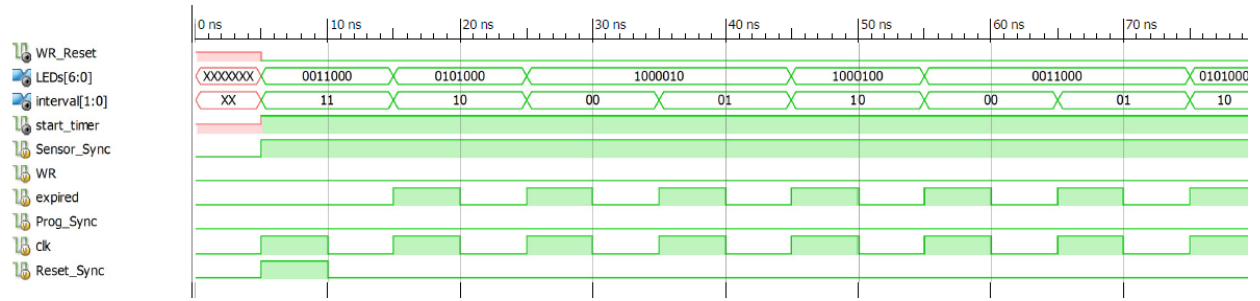 0 ns 10 ns 20 ns 30 ns 40 ns 50 ns 60 ns 70 ns
WR_Reset
LEDs[6:0] XXXXXXX 0011000 0101000 1000010 1000100 0011000 0101000
interval[1:0] XX 11 10 00 01 10 00 01 10
start_timer
Sensor_Sync
WR
expired
Prog_Sync
clk
Reset_Sync